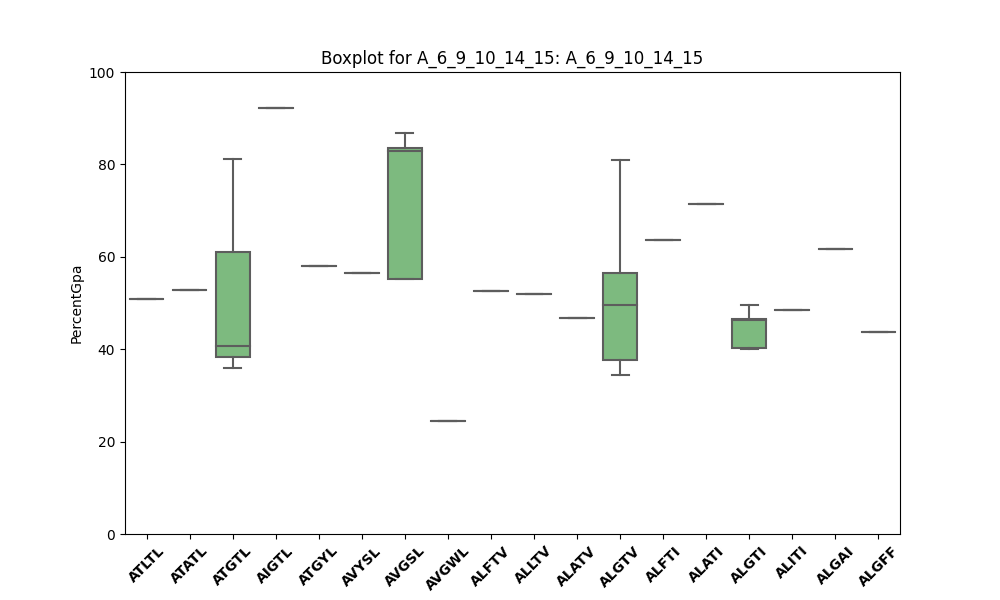 Boxplot for A_6_9_10_14_15: A_6_9_10_14_15
PercentGpa
100
80
60
40
20
0
ATLTL
ATATL
ATGTL
AIGTL
ATGYL
AVYSL
AVGSL
AVGWL
ALFTV
ALLTV
ALATV
ALGTV
ALFTI
ALATI
ALGTI
ALITI
ALGAI
ALGFF